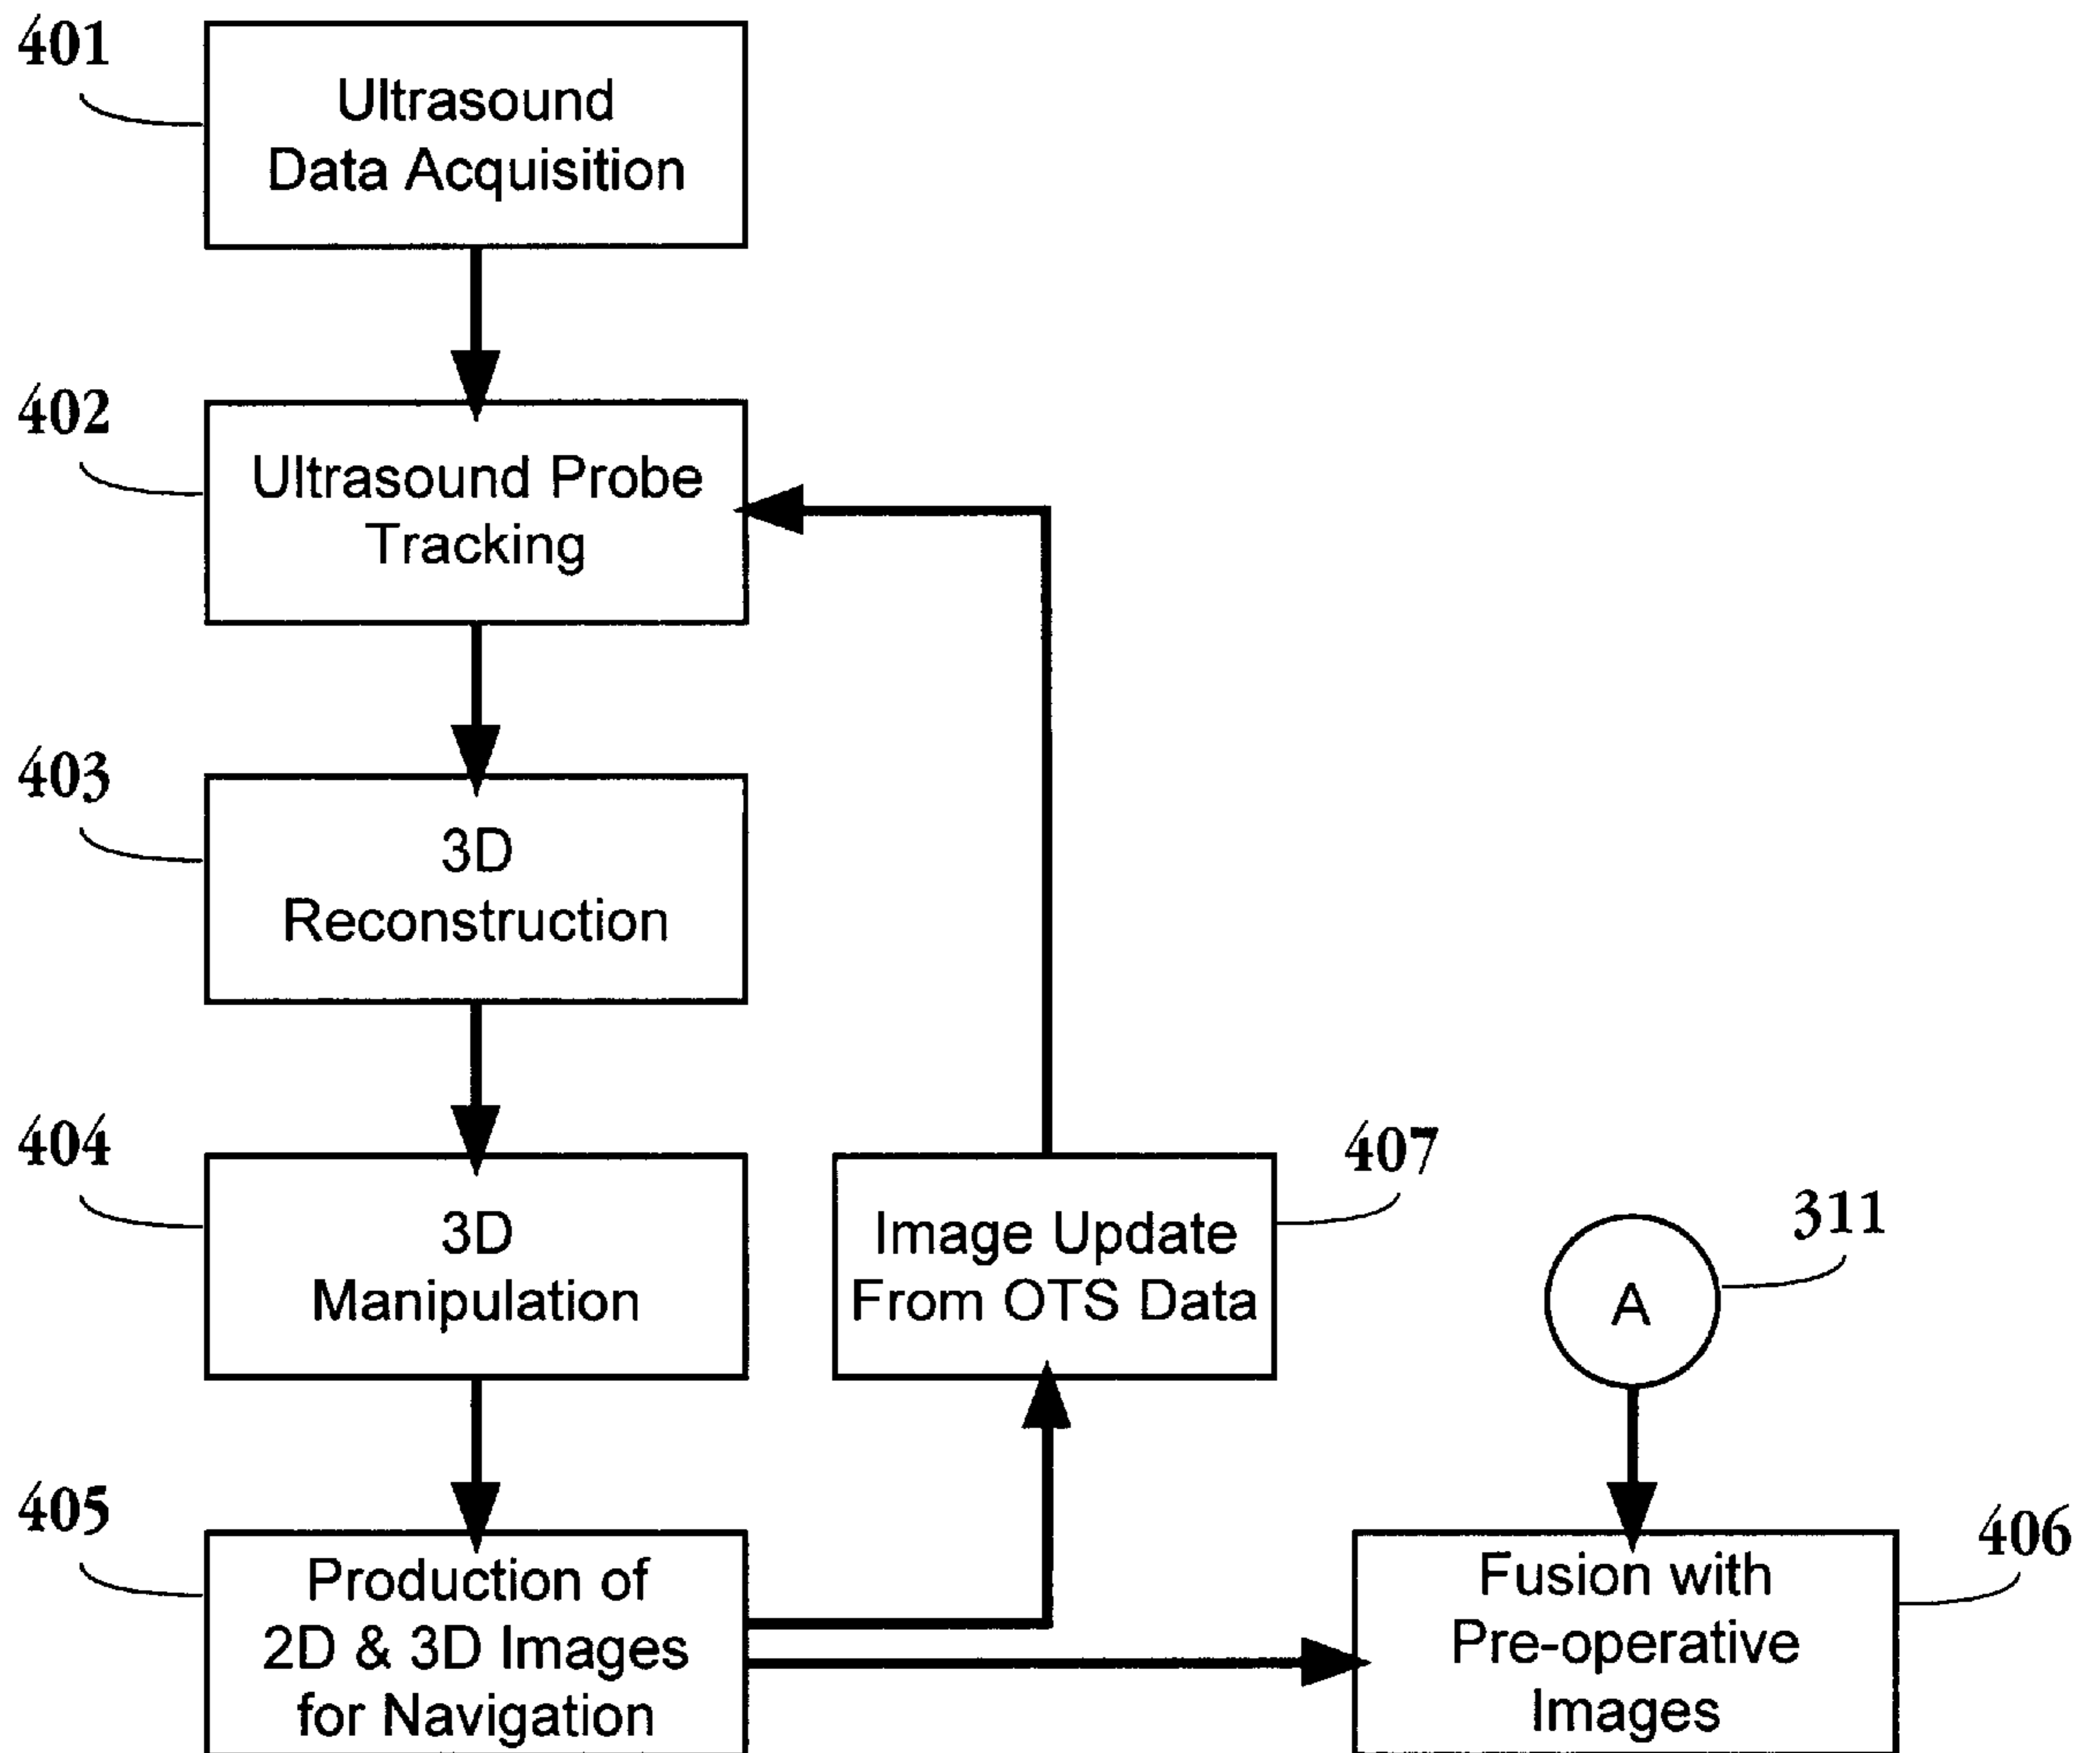 401
Ultrasound
Data Acquisition
402
Ultrasound Probe
Tracking
403
3D
Reconstruction
404
3D
Manipulation
407
Image Update
From OTS Data
311
A
405
Production of
2D & 3D Images
for Navigation
406
Fusion with
Pre-operative
Images